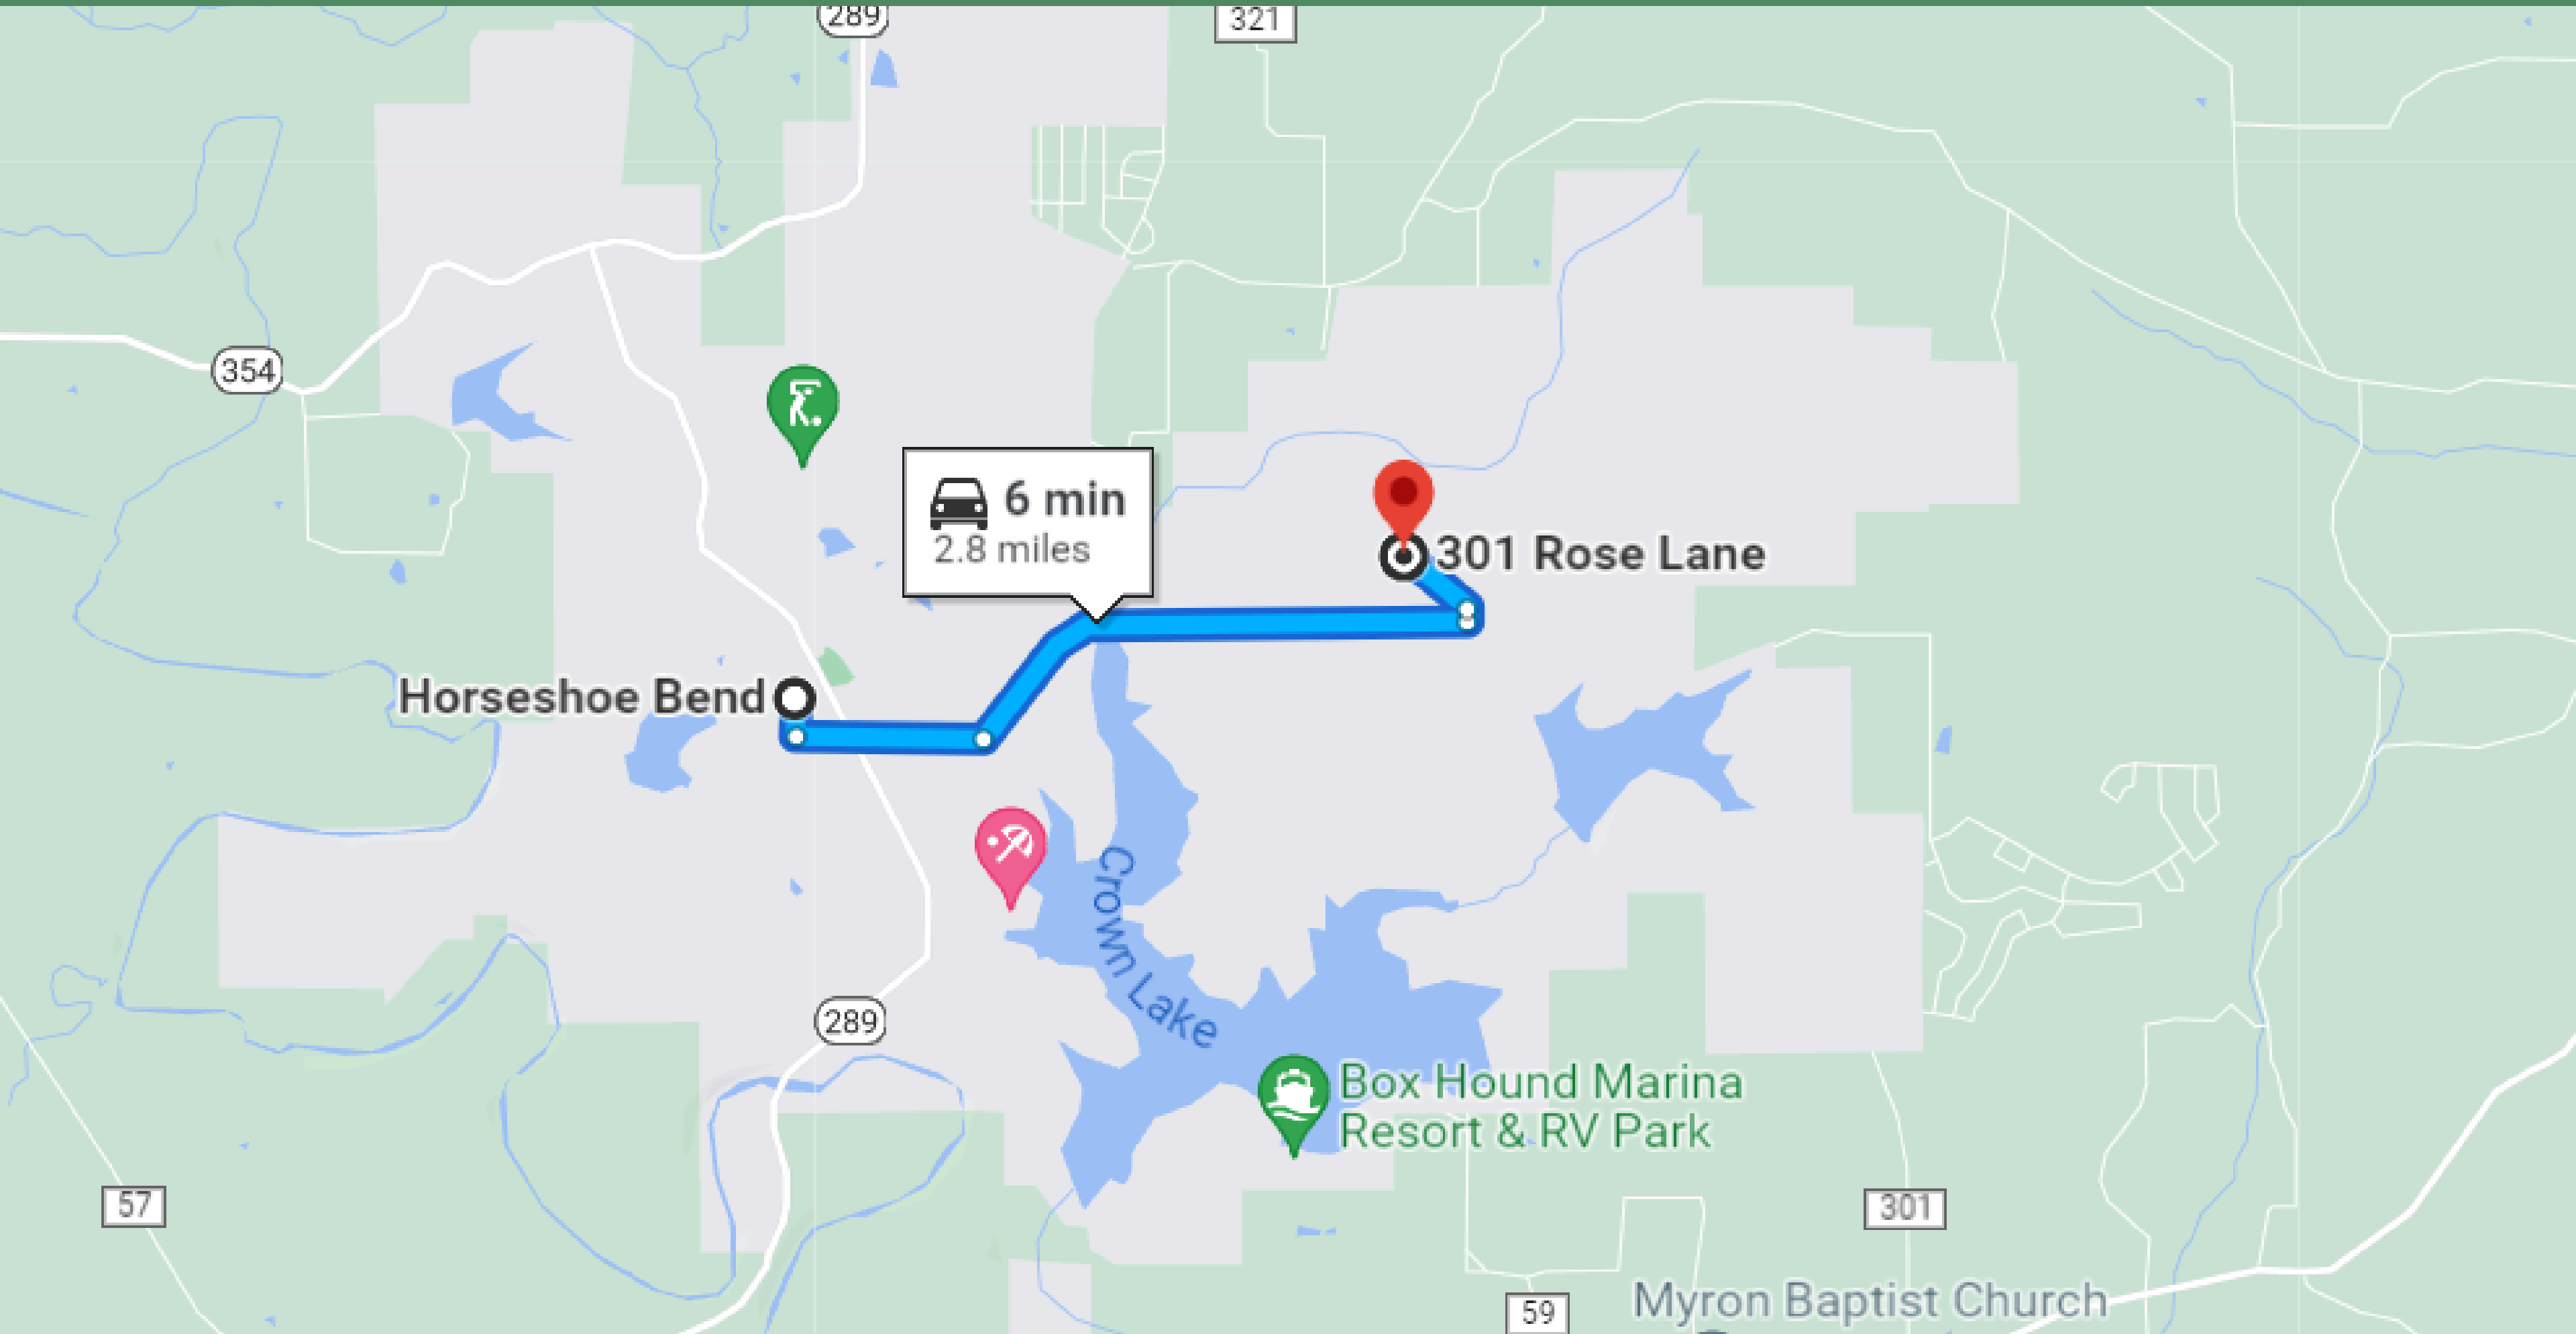 289
321
354
6 min
2.8 miles
301 Rose Lane
Horseshoe Bend
Crown Lake
289
Box Hound Marina
Resort & RV Park
57
301
59
Myron Baptist Church